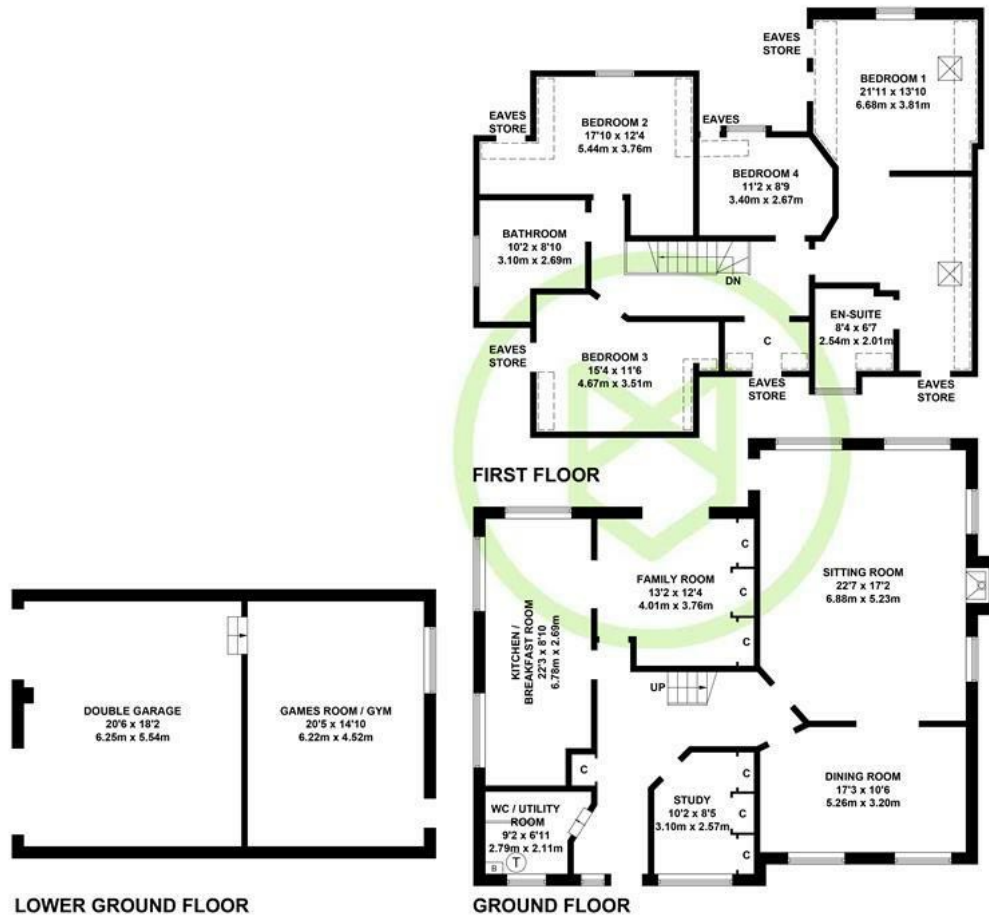 EAVES
STORE
BEDROOM 1
21'11 x 13'10
6.68m x 3.81m
EAVES
STORE
BEDROOM 2
17'10 x 12'4
5.44m x 3.76m
EAVES
BEDROOM 4
11'2 x 8'9
3.40m x 2.67m
BATHROOM
10'2 x 8'10
3.10m x 2.69m
DN
EN-SUITE
8'4 x 6'7
2.54m x 2.01m
EAVES
STORE
BEDROOM 3
15'4 x 11'6
4.67m x 3.51m
C
EAVES
STORE
EAVES
STORE
FIRST FLOOR
KITCHEN /
BREAKFAST ROOM
22'3 x 8'10
6.78m x 2.69m
FAMILY ROOM
13'2 x 12'4
4.01m x 3.76m
C
C
C
SITTING ROOM
22'7 x 17'2
6.88m x 5.23m
UP
DOUBLE GARAGE
20'6 x 18'2
6.25m x 5.54m
GAMES ROOM / GYM
20'5 x 14'10
6.22m x 4.52m
C
WC / UTILITY
ROOM
9'2 x 6'11
2.79m x 2.11m
B
T
STUDY
10'2 x 8'5
3.10m x 2.57m
C
C
C
DINING ROOM
17'3 x 10'6
5.26m x 3.20m
LOWER GROUND FLOOR
GROUND FLOOR